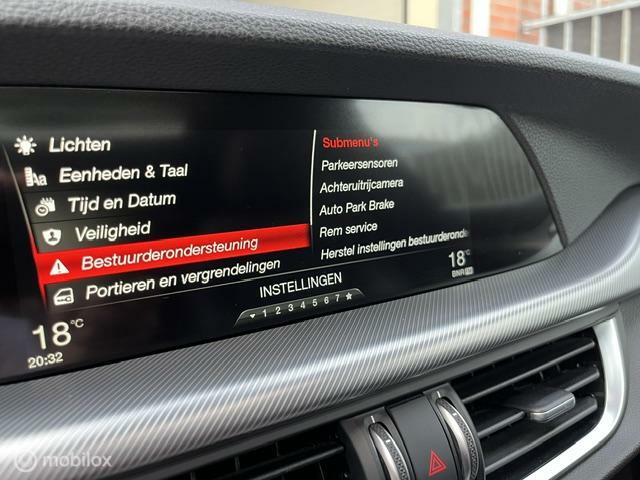 Lichten
Eenheden & Taal
Tijd en Datum
Veiligheid
Bestuurderondersteuning
Portieren en vergrendelingen
Submenu's
Parkeersensoren
Achteruitrijcamera
Auto Park Brake
Rem service
Herstel instellingen bestuurderonde
INSTELLINGEN
1 2 3 4 5 6 7
18°C
20:32
18°C
mobilox